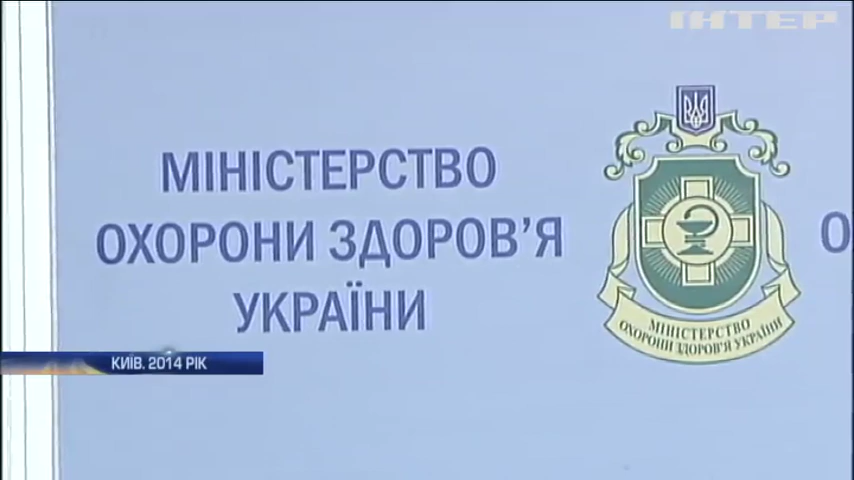 ІНТЕР
МІНІСТЕРСТВО
ОХОРОНИ ЗДОРОВ’Я
УКРАЇНИ
О
МІНІСТЕРСТВО
ОХОРОНИ ЗДОРОВ'Я УКРАЇНИ
КИЇВ. 2014 РІК